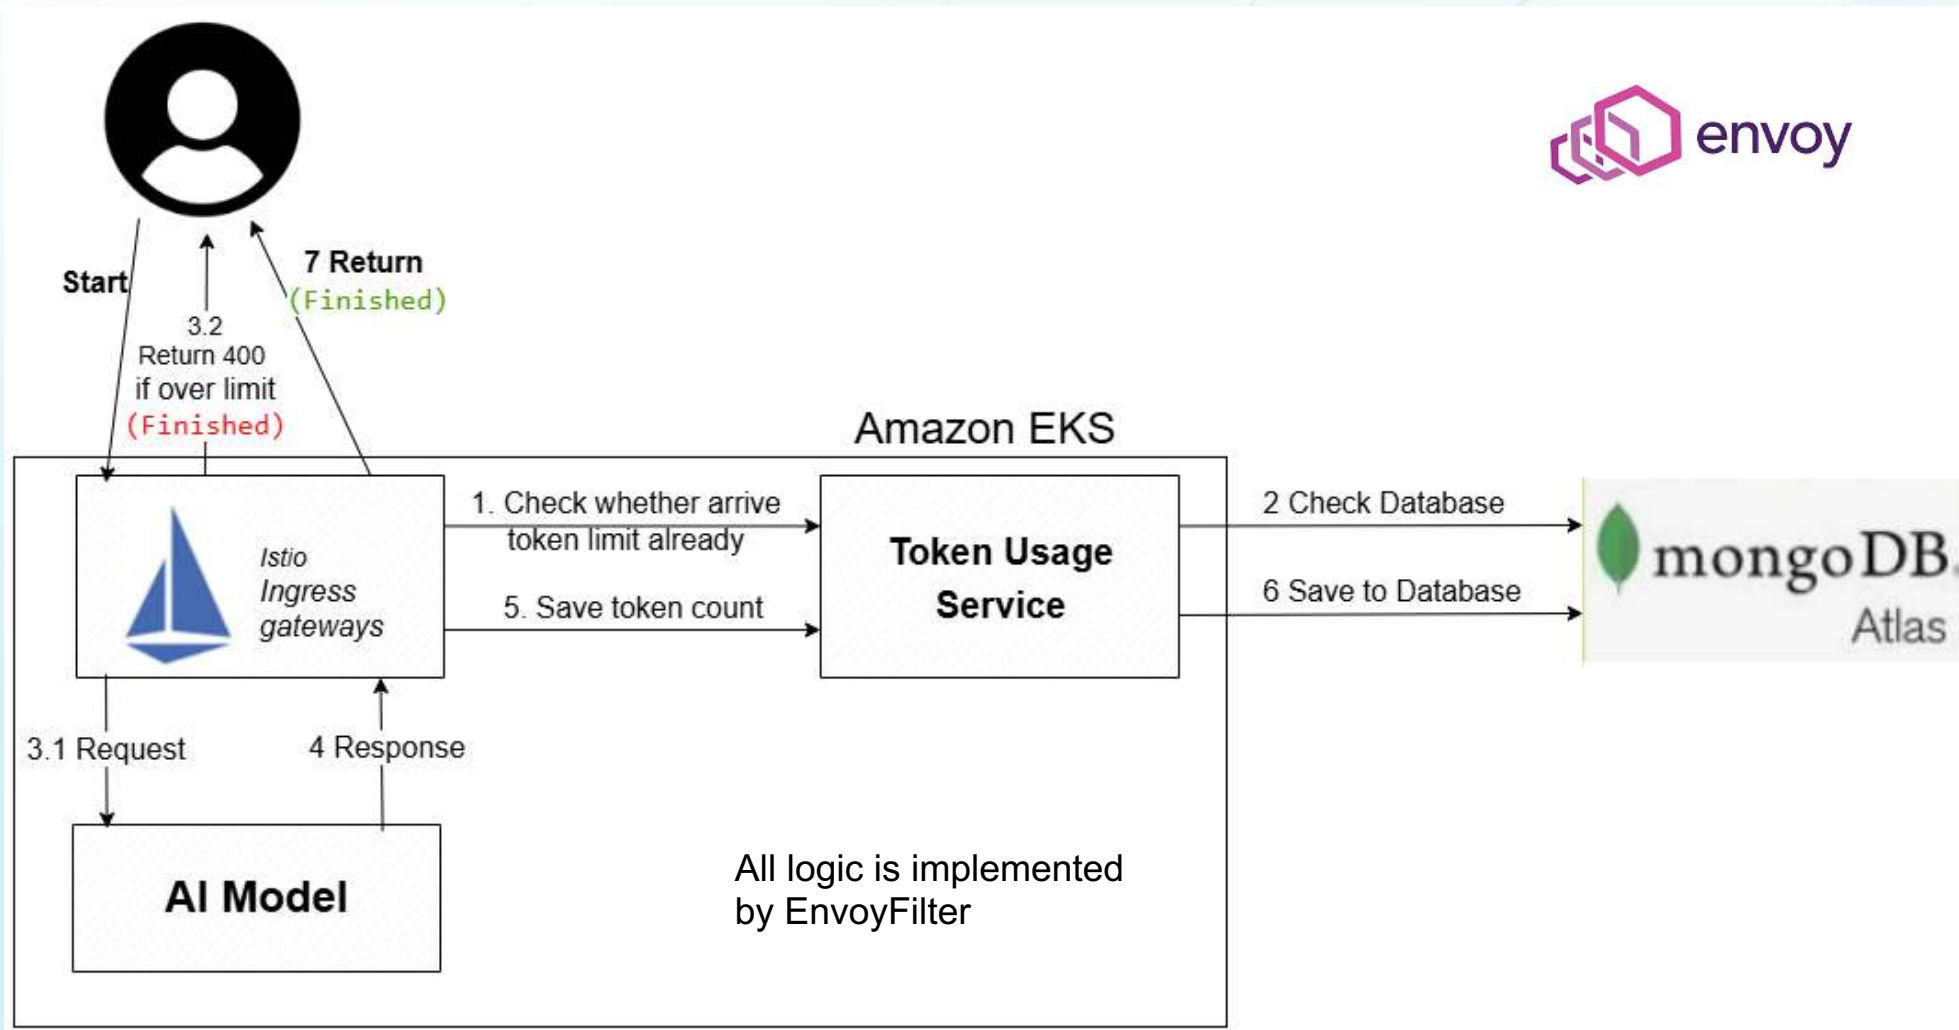 envoy
Start
7 Return
(Finished)
3.2
Return 400
if over limit
(Finished)
Amazon EKS
Istio
Ingress
gateways
1. Check whether arrive
token limit already
5. Save token count
Token Usage
Service
2 Check Database
6 Save to Database
mongoDB.
Atlas
3.1 Request
4 Response
AI Model
All logic is implemented
by EnvoyFilter